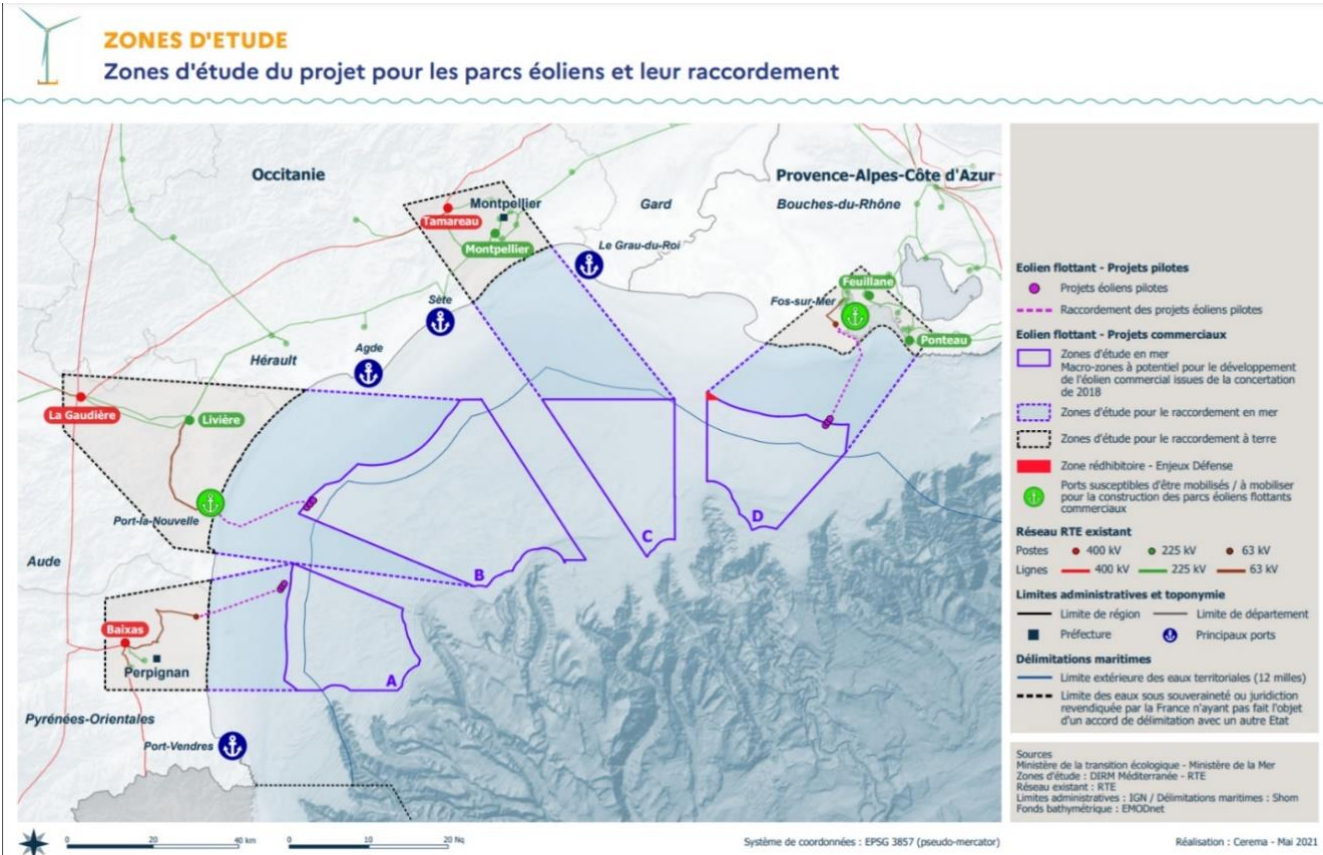 ZONES D'ETUDE
Zones d'étude du projet pour les parcs éoliens et leur raccordement
Occitanie
Provence-Alpes-Côte d'Azur
Bouches-du-Rhône
Gard
Montpellier
Tamareau
Montpellier
Le Grau-du-Roi
Feuillane
Fos-sur-Mer
Ponteau
Sète
Agde
Hérault
La Gaudière
Livière
Port-la-Nouvelle
Aude
A
B
C
D
Baixas
Perpignan
Pyrénées-Orientales
Port-Vendres
Eolien flottant - Projets pilotes
Projets éoliens pilotes
Raccordement des projets éoliens pilotes
Eolien flottant - Projets commerciaux
Zones d'étude en mer
Macro-zones à potentiel pour le développement
de l'éolien commercial issues de la concertation
de 2018
Zones d'étude pour le raccordement en mer
Zones d'étude pour le raccordement à terre
Zone rédhibitoire - Enjeux Défense
Ports susceptibles d'être mobilisés / à mobiliser
pour la construction des parcs éoliens flottants
commerciaux
Réseau RTE existant
Postes 400 kV 225 kV 63 kV
Lignes 400 kV 225 kV 63 kV
Limites administratives et toponymie
Limite de région Limite de département
Préfecture Principaux ports
Délimitations maritimes
Limite extérieure des eaux territoriales (12 milles)
Limite des eaux sous souveraineté ou juridiction
revendiquée par la France n'ayant pas fait l'objet
d'un accord de délimitation avec un autre Etat
Sources
Ministère de la transition écologique - Ministère de la Mer
Zones d'étude : DIRM Méditerranée - RTE
Réseau existant : RTE
Limites administratives : IGN / Délimitations maritimes : Shom
Fonds bathymétrique : EMODnet
0 20 40 km
0 10 20 Nq
Système de coordonnées : EPSG 3857 (pseudo-mercator)
Réalisation : Cerema - Mai 2021